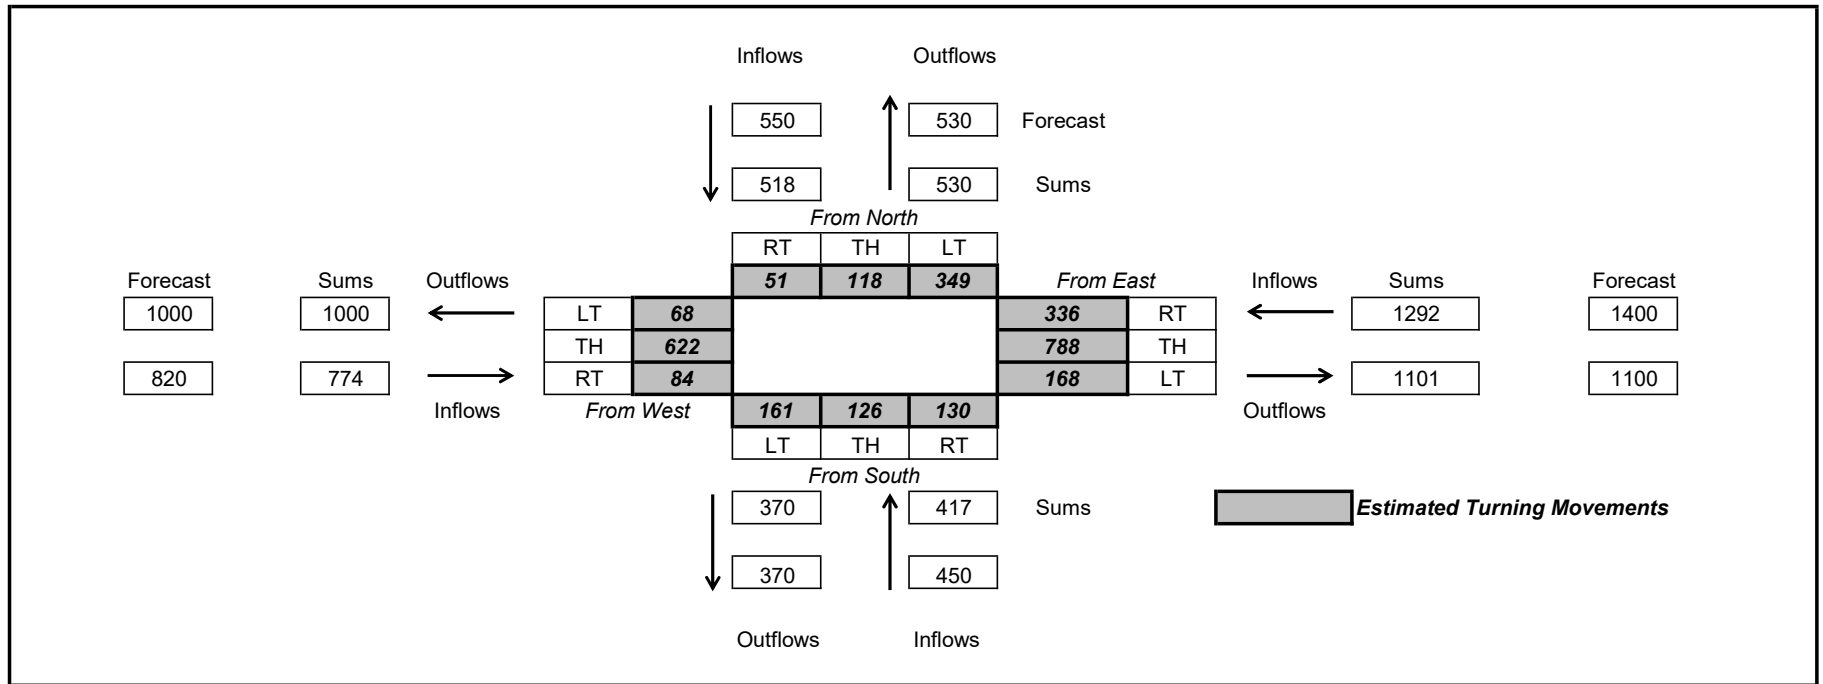 Inflows Outflows
550 530 Forecast
518 530 Sums
From North
RT TH LT
Forecast Sums Outflows 51 118 349 From East Inflows Sums Forecast
1000 1000 LT 68 336 RT 1292 1400
TH 622 788 TH
820 774 RT 84 168 LT 1101 1100
Inflows From West 161 126 130 Outflows
LT TH RT
From South
370 417 Sums Estimated Turning Movements
370 450
Outflows Inflows